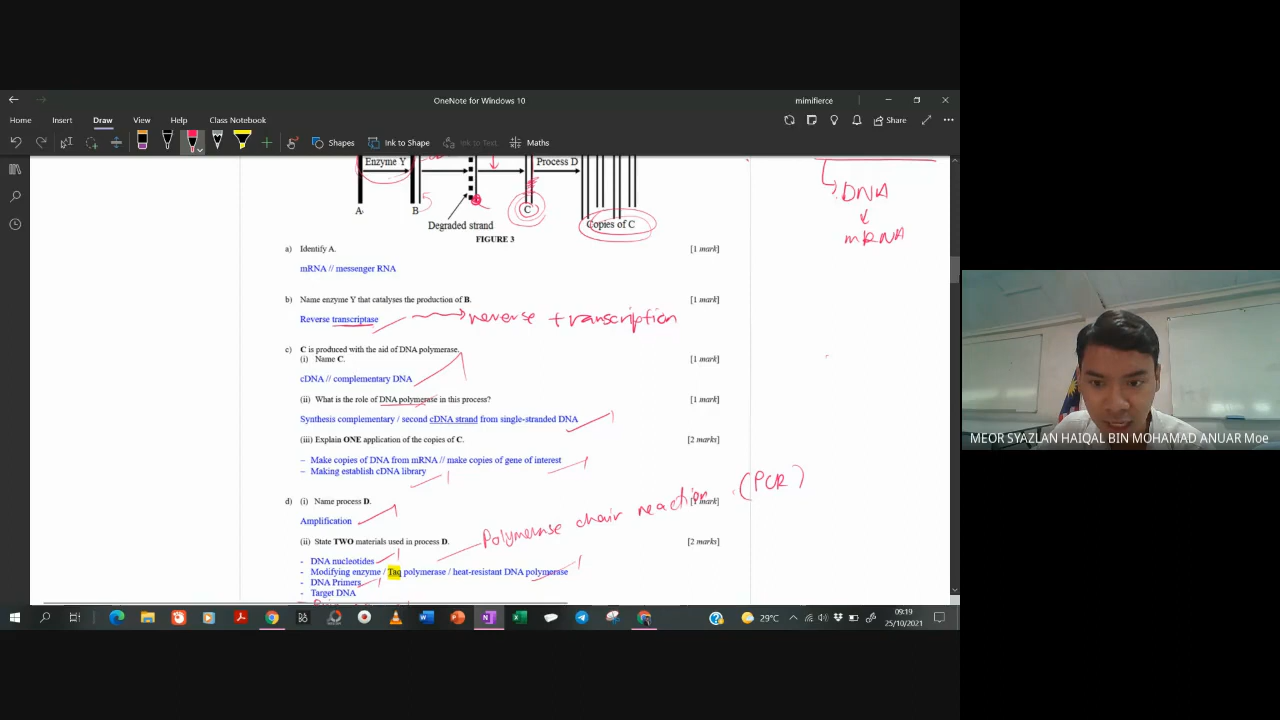 OneNote for Windows 10
mimifierce
Home Insert Draw View Help Class Notebook
Share
Shapes Ink to Shape Ink to Text Maths
Enzyme Y
Process D
A
B
C
5
Degraded strand
Copies of C
FIGURE 3
DNA
mRNA
a) Identify A. [1 mark]
mRNA // messenger RNA
b) Name enzyme Y that catalyses the production of B. [1 mark]
Reverse transcriptase
reverse transcription
c) C is produced with the aid of DNA polymerase.
(i) Name C. [1 mark]
cDNA // complementary DNA
(ii) What is the role of DNA polymerase in this process? [1 mark]
Synthesis complementary / second cDNA strand from single-stranded DNA
(iii) Explain ONE application of the copies of C. [2 marks]
– Make copies of DNA from mRNA // make copies of gene of interest
– Making establish cDNA library
d) (i) Name process D. [1 mark]
Amplification
Polymerase chair reaction (PCR)
(ii) State TWO materials used in process D. [2 marks]
- DNA nucleotides
- Modifying enzyme / Taq polymerase / heat-resistant DNA polymerase
- DNA Primers
- Target DNA
MEOR SYAZLAN HAIQAL BIN MOHAMAD ANUAR Moe
29°C
09:19
25/10/2021